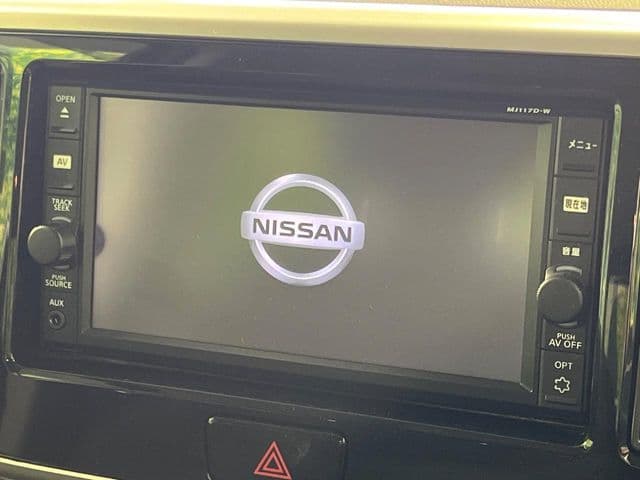 MJ117D-W
OPEN
AV
TRACK
SEEK
PUSH
SOURCE
AUX
NISSAN
メニュー
現在地
音量
PUSH
AV OFF
OPT